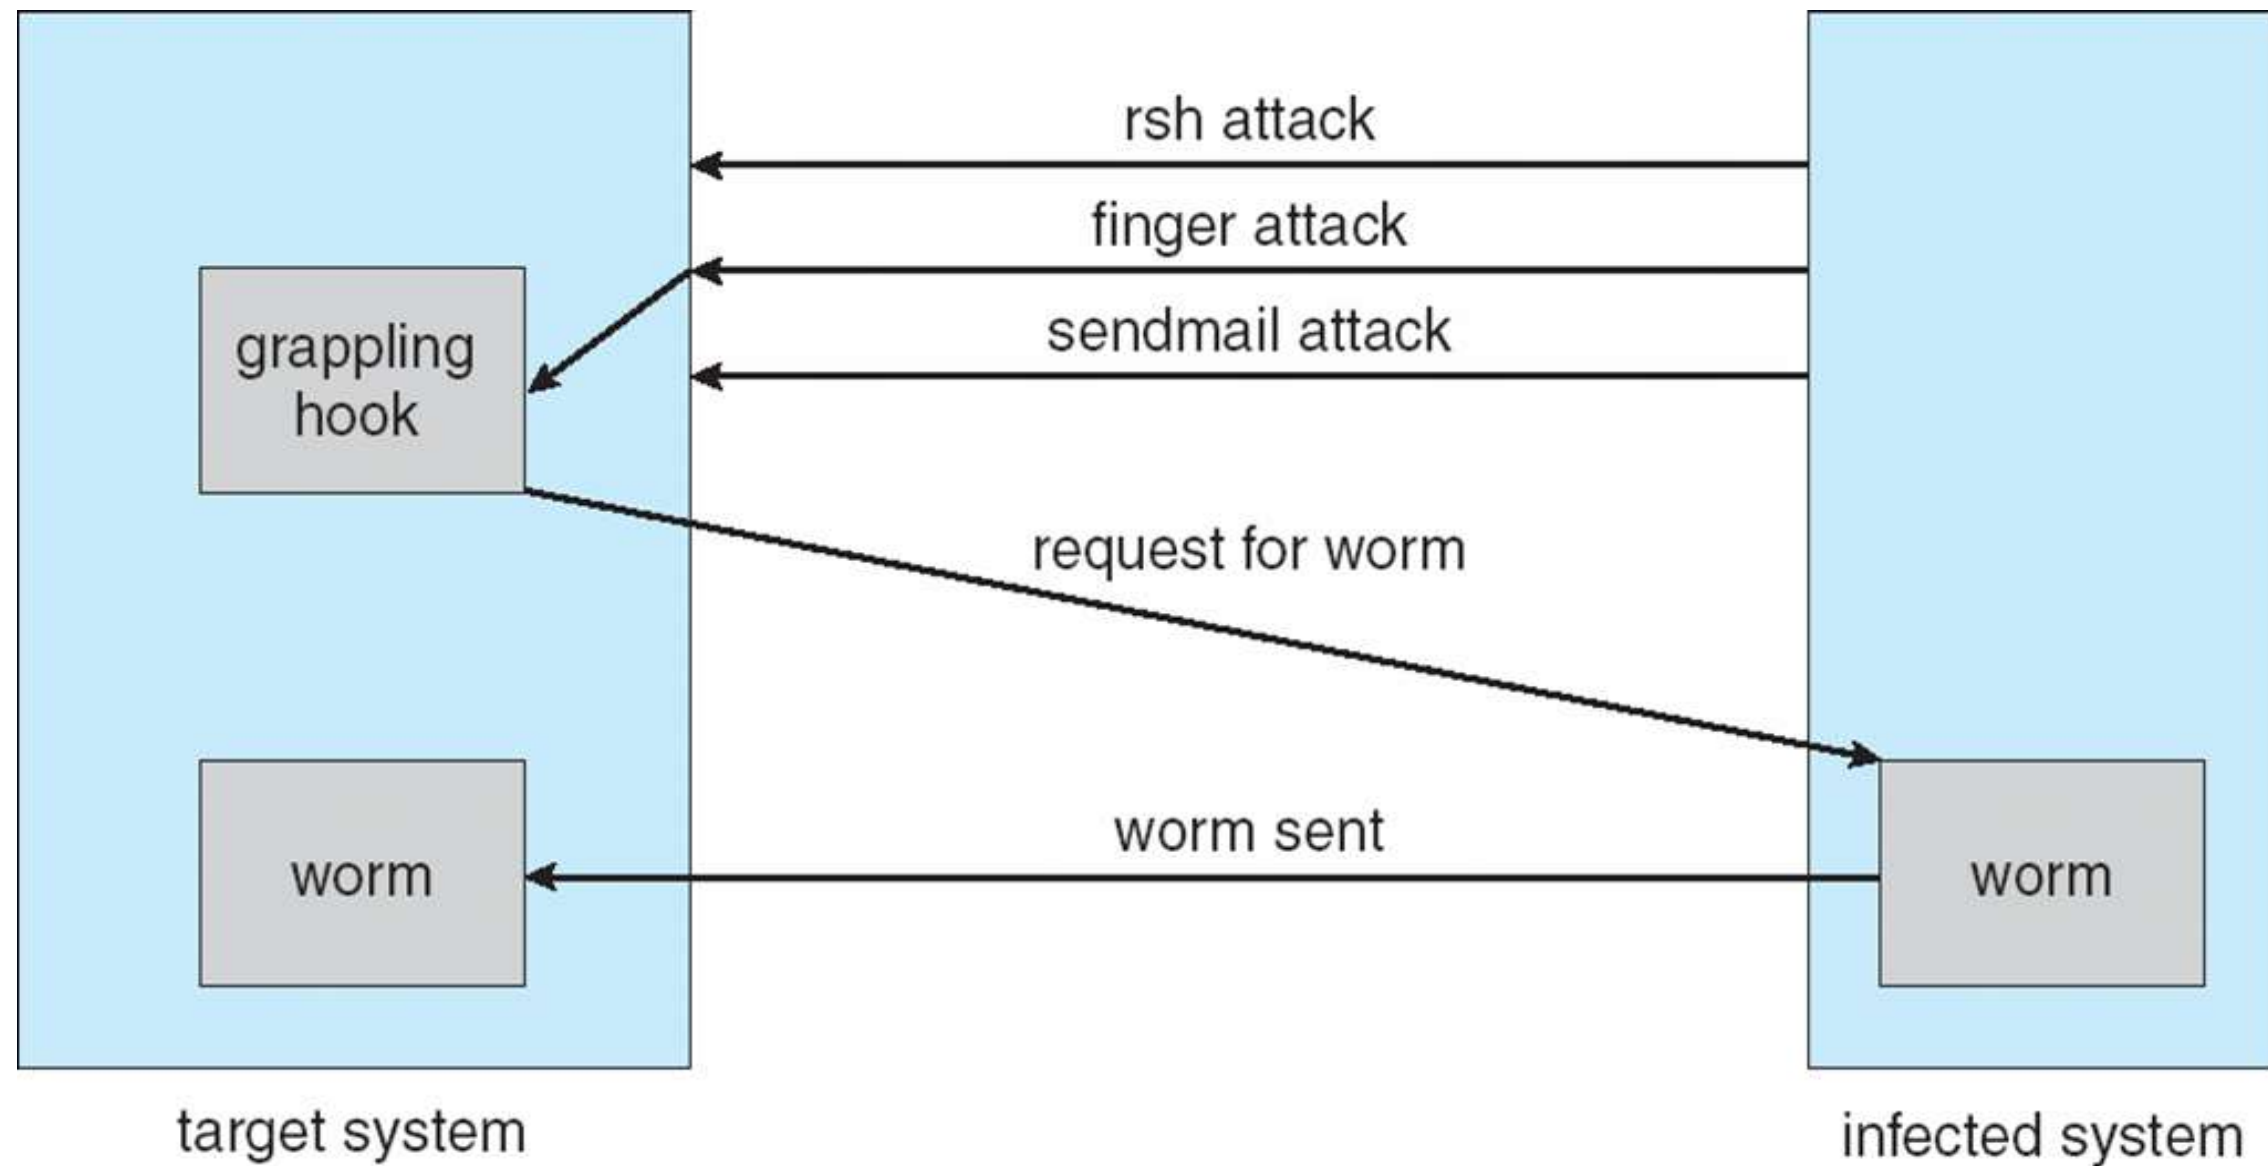 rsh attack
finger attack
sendmail attack
grappling
hook
request for worm
worm sent
worm
worm
target system
infected system